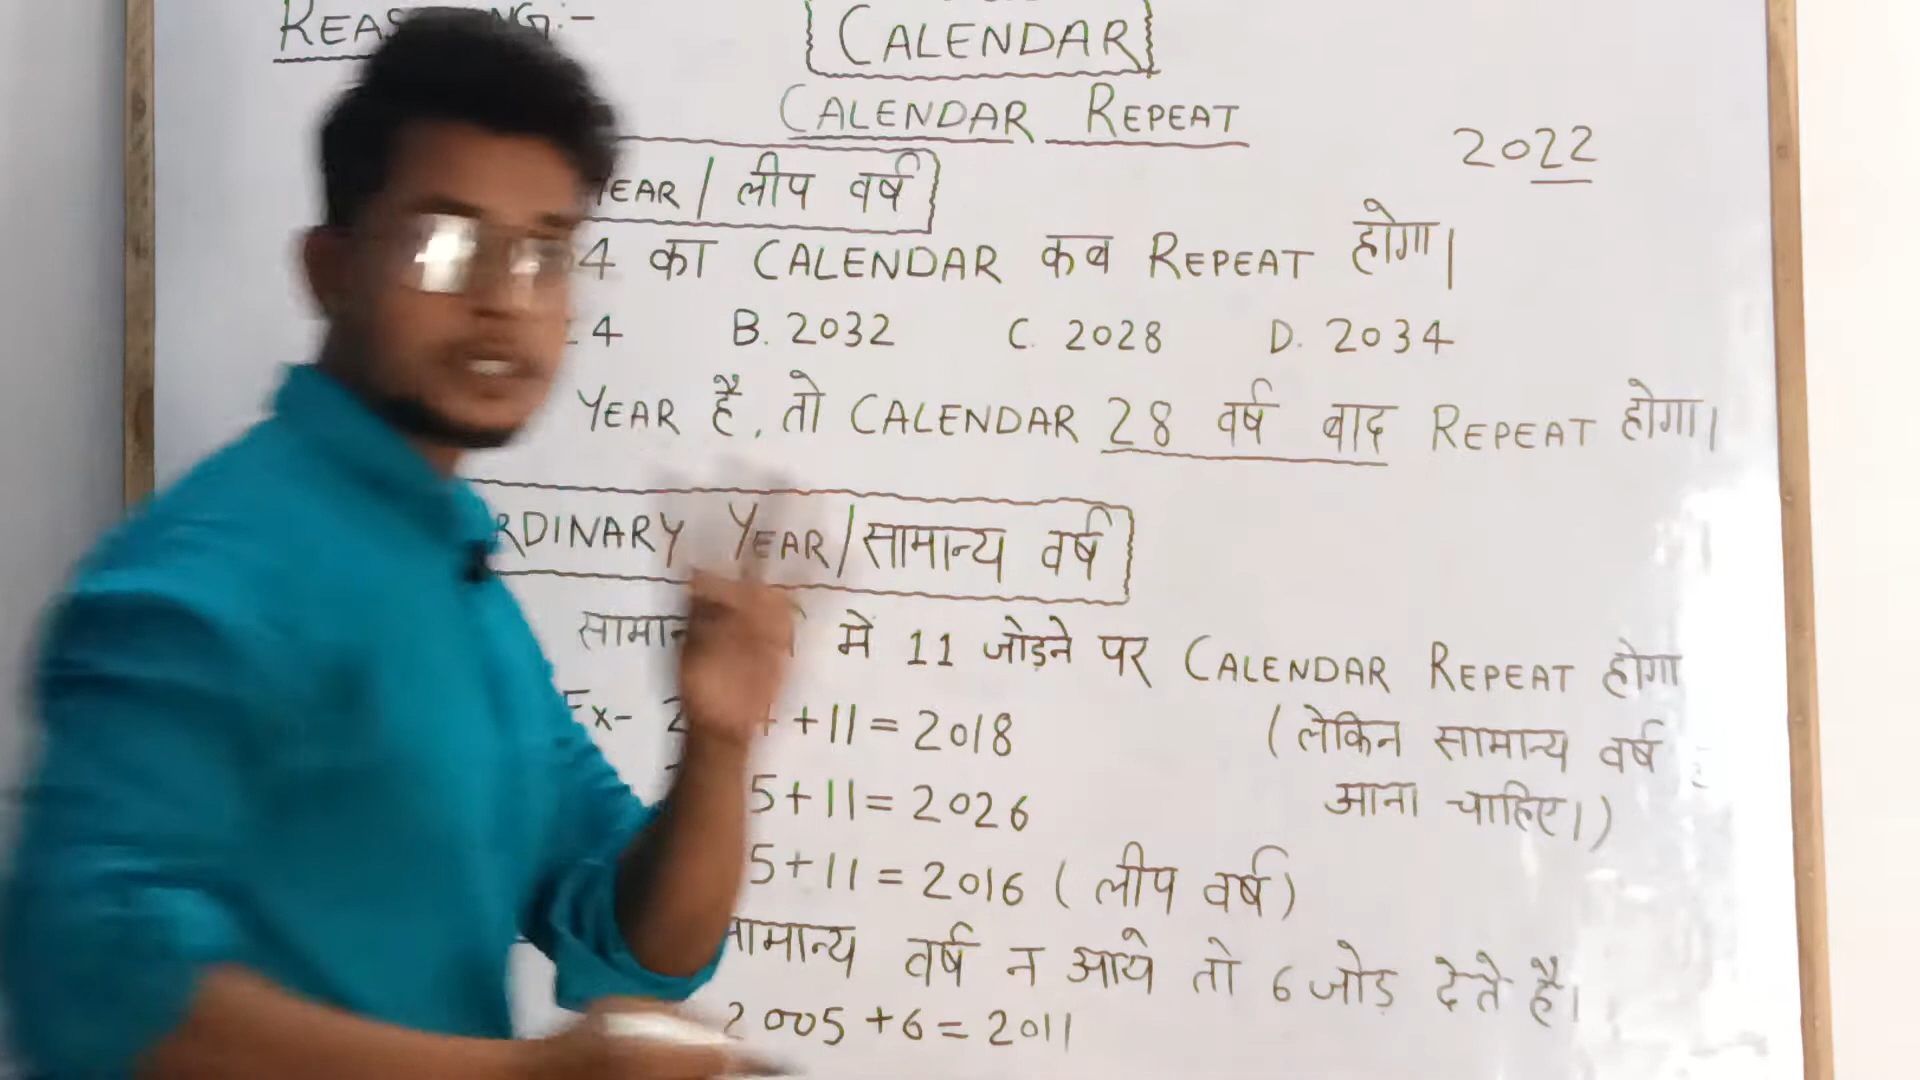 CALENDAR
CALENDAR REPEAT
2022
YEAR / लीप वर्ष
4 का CALENDAR कब REPEAT होगा।
4 B. 2032 C. 2028 D. 2034
YEAR है, तो CALENDAR 28 वर्ष बाद REPEAT होगा।
RDINARY YEAR / सामान्य वर्ष
में 11 जोड़ने पर CALENDAR REPEAT होगा
Ex- + 11 = 2018 (लेकिन सामान्य वर्ष
5 + 11 = 2026 आना चाहिए।)
5 + 11 = 2016 (लीप वर्ष)
सामान्य वर्ष न आये तो 6 जोड़ देते है।
2005 + 6 = 2011